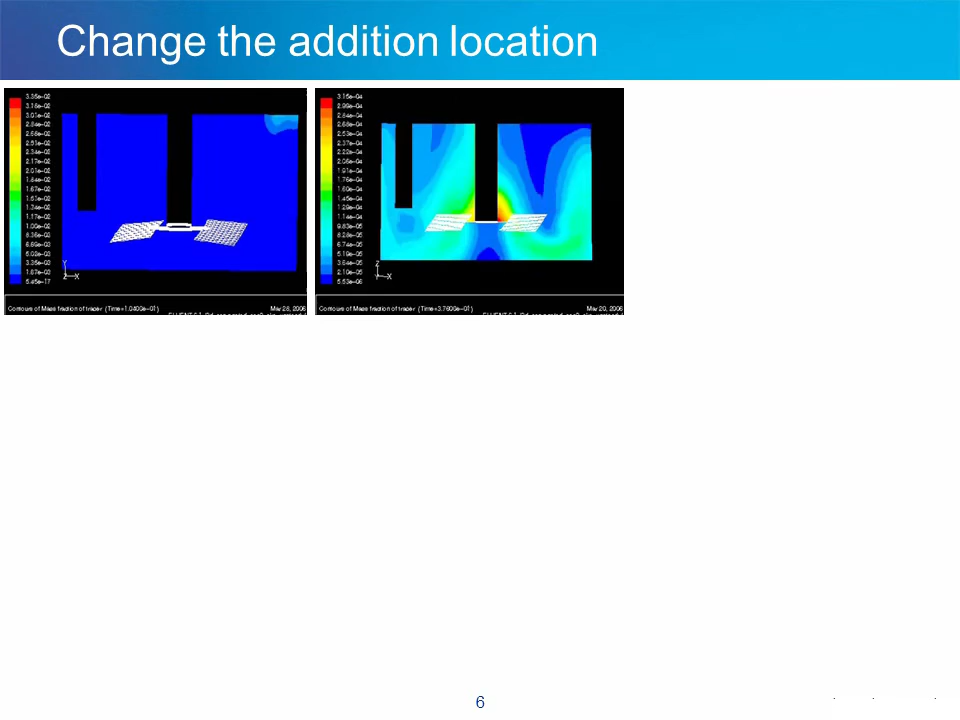 Change the addition location
3.35e-02
3.18e-02
3.01e-02
2.84e-02
2.68e-02
2.51e-02
2.34e-02
2.17e-02
2.01e-02
1.84e-02
1.67e-02
1.51e-02
1.34e-02
1.17e-02
1.00e-02
8.36e-03
6.69e-03
5.02e-03
3.35e-03
1.67e-03
5.45e-17
Y
Z X
Contours of Mass fraction of tracer (Time=1.0400e-01)
Mar 28, 2006
3.15e-04
2.99e-04
2.84e-04
2.68e-04
2.53e-04
2.37e-04
2.22e-04
2.06e-04
1.91e-04
1.76e-04
1.60e-04
1.45e-04
1.29e-04
1.14e-04
9.83e-05
8.28e-05
6.74e-05
5.19e-05
3.64e-05
2.10e-05
5.53e-06
Z
Y X
Contours of Mass fraction of tracer (Time=3.7600e-01)
Mar 20, 2006
6